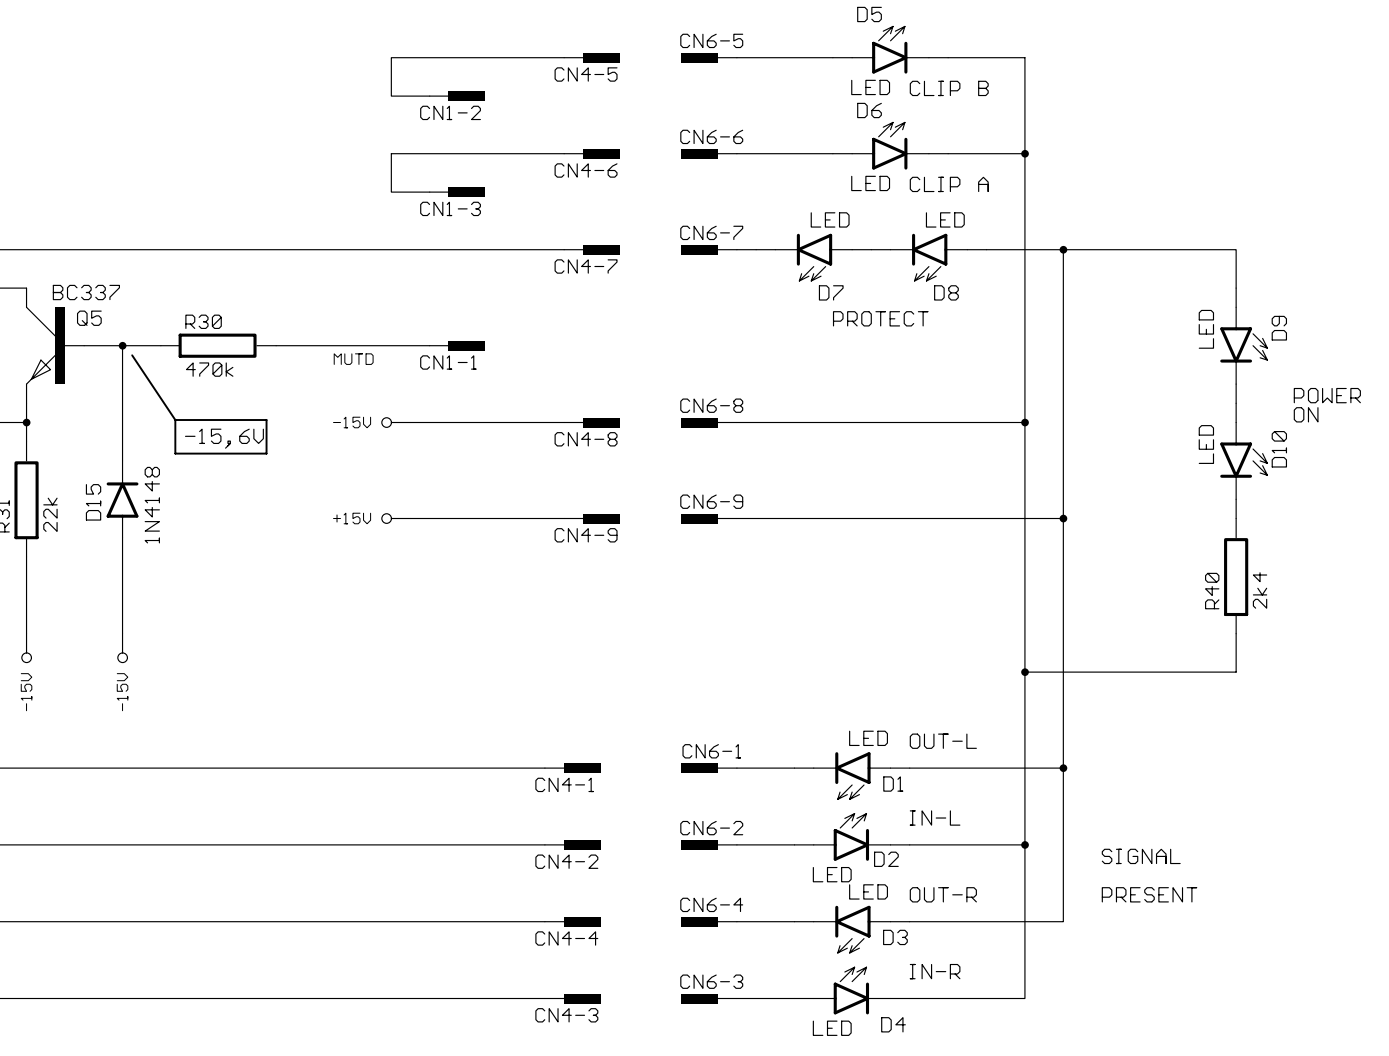 D5
CN6-5
CN4-5
LED CLIP B
CN1-2
D6
CN6-6
CN4-6
LED CLIP A
CN1-3
LED LED
CN6-7
CN4-7
D7 D8
PROTECT
BC337
Q5
R30
470k
MUTD
CN1-1
LED
D9
POWER
ON
CN6-8
-15V
CN4-8
-15,6V
LED
D10
D15
1N4148
R31
22k
CN6-9
+15V
CN4-9
R40
2k4
-15V
-15V
LED OUT-L
CN6-1
CN4-1
D1
IN-L
CN6-2
CN4-2
D2
LED
SIGNAL
PRESENT
LED OUT-R
CN6-4
CN4-4
D3
IN-R
CN6-3
CN4-3
LED D4